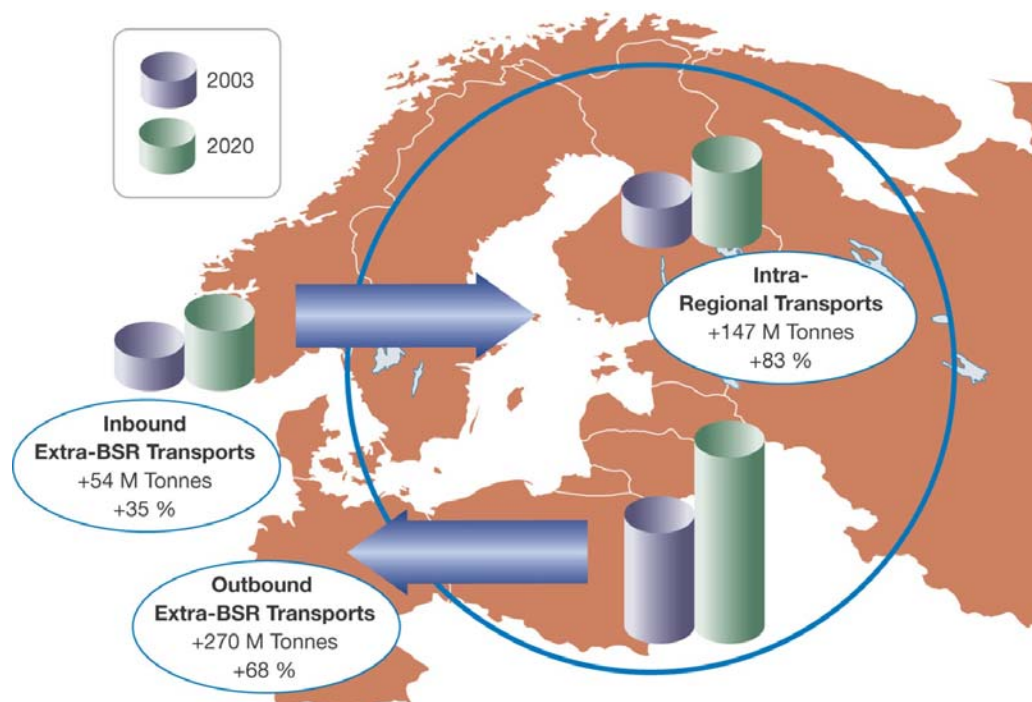 2003
2020
Intra-
Regional Transports
+147 M Tonnes
+83 %
Inbound
Extra-BSR Transports
+54 M Tonnes
+35 %
Outbound
Extra-BSR Transports
+270 M Tonnes
+68 %